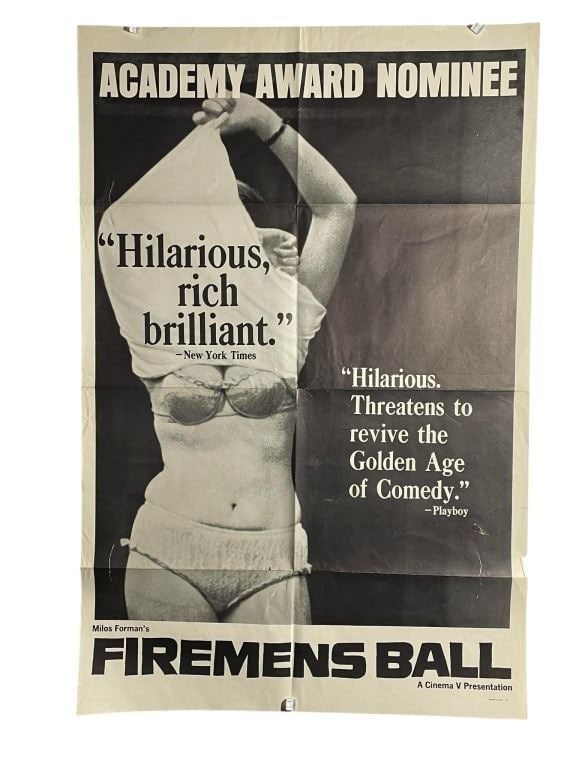 ACADEMY AWARD NOMINEE
“Hilarious,
rich
brilliant.”
–New York Times
“Hilarious.
Threatens to
revive the
Golden Age
of Comedy.”
–Playboy
Milos Forman's
FIREMENS BALL
A Cinema V Presentation